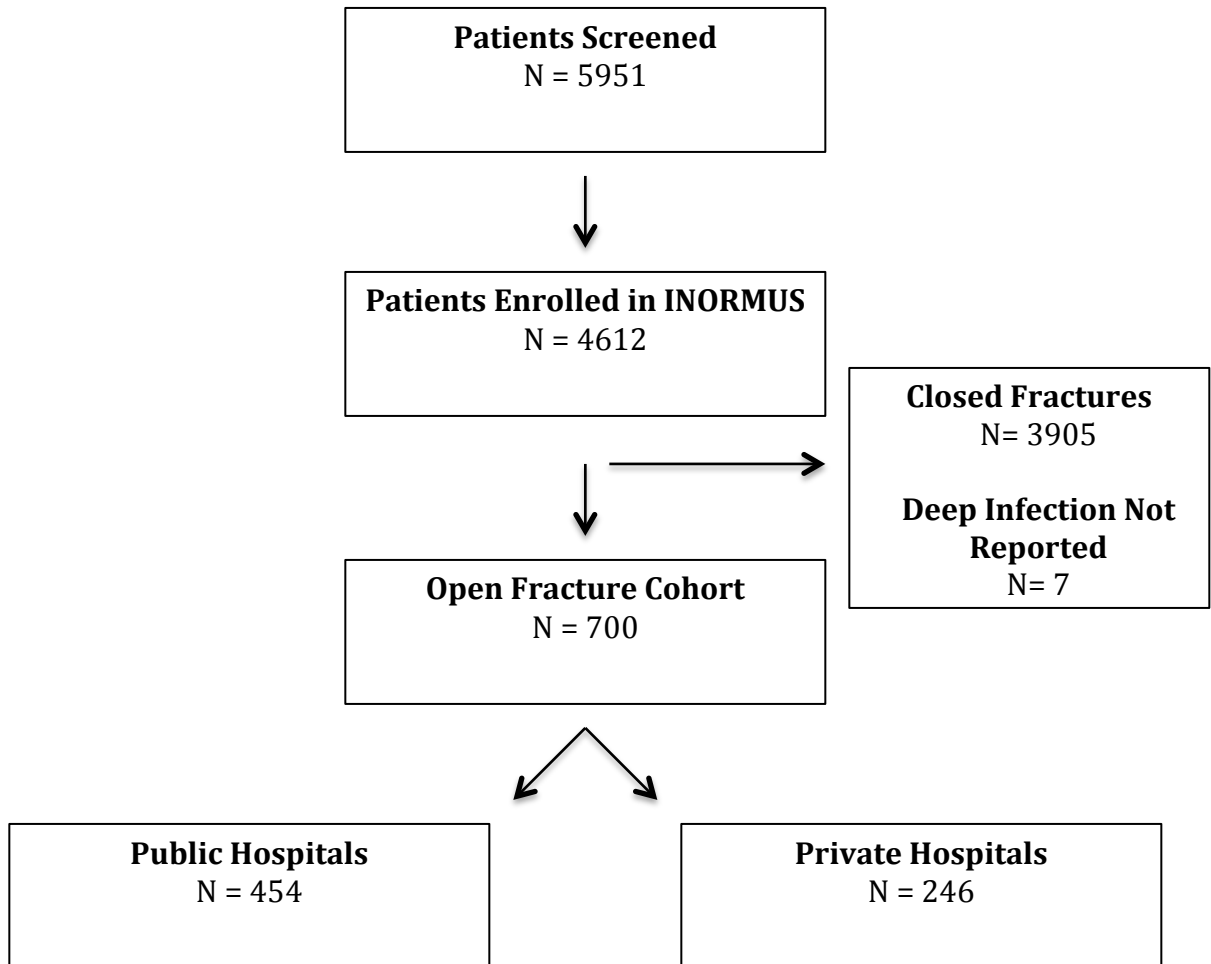 Patients Screened
N = 5951
Patients Enrolled in INORMUS
N = 4612
Closed Fractures
N= 3905
Deep Infection Not
Reported
N= 7
Open Fracture Cohort
N = 700
Public Hospitals
N = 454
Private Hospitals
N = 246